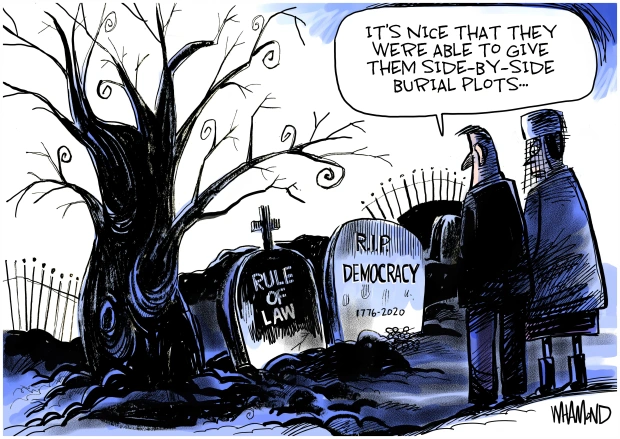 IT'S NICE THAT THEY
WERE ABLE TO GIVE
THEM SIDE-BY-SIDE
BURIAL PLOTS...
RULE
OF
LAW
R.I.P.
DEMOCRACY
1776-2020
WHAMOND